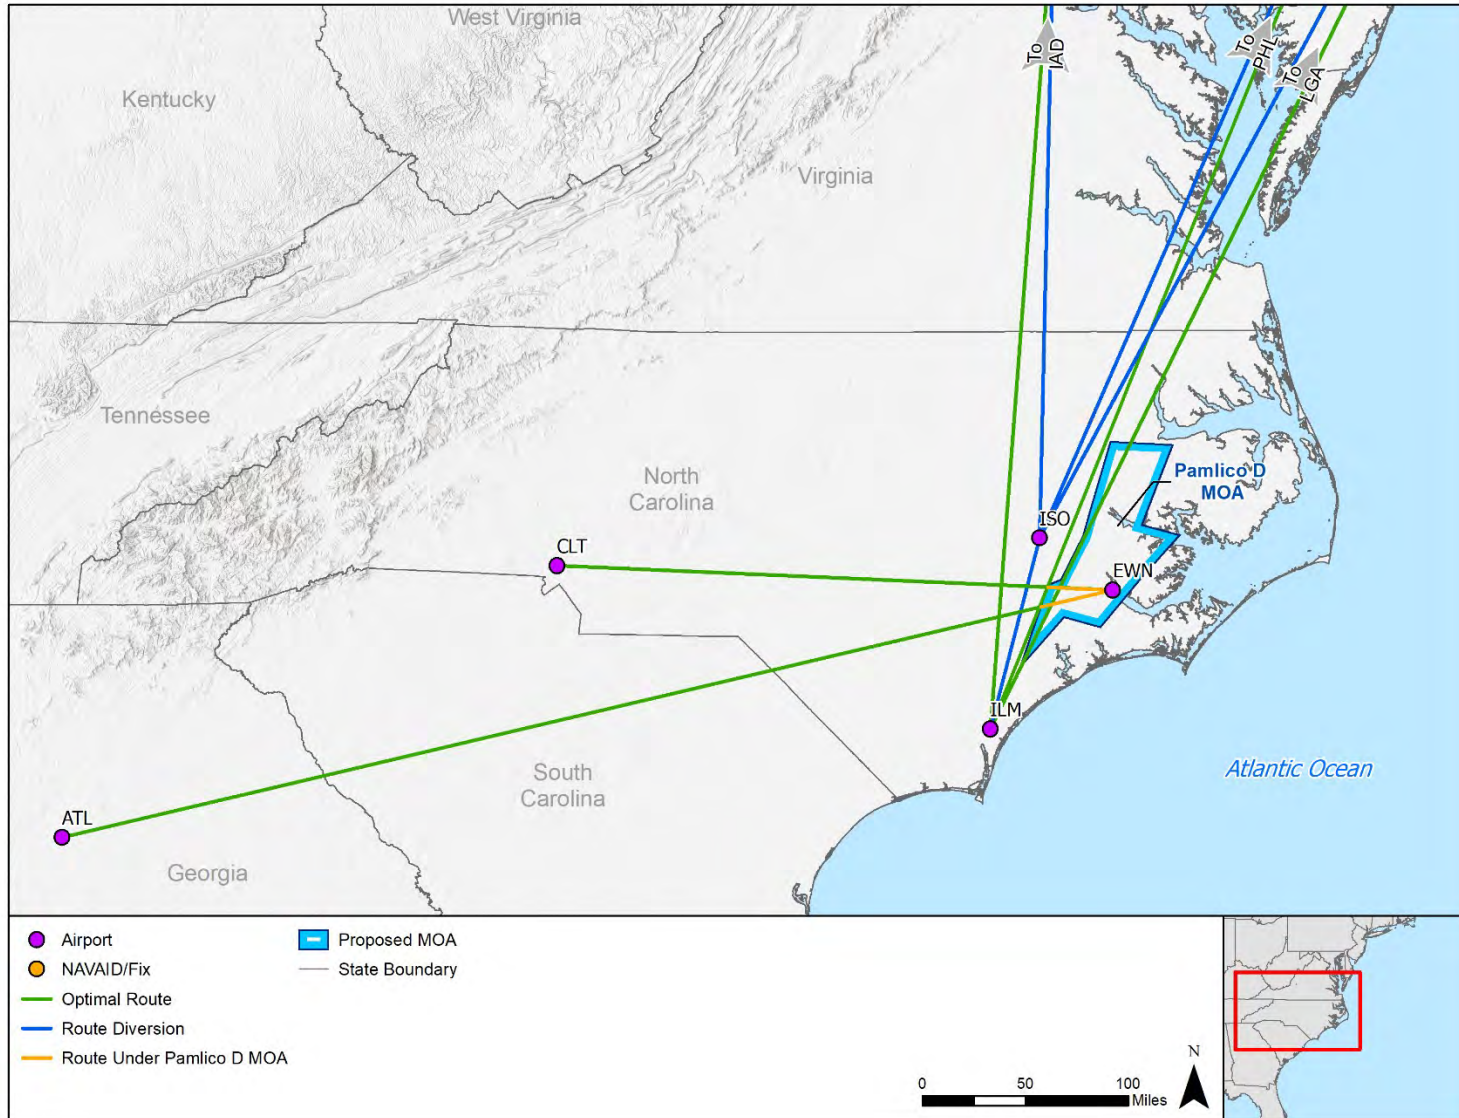 West Virginia
To
IAD
To
PHL
To
LGA
Kentucky
Virginia
Tennessee
North
Carolina
Pamlico D
MOA
ISO
CLT
EWN
ILM
South
Carolina
Atlantic Ocean
ATL
Georgia
Airport
NAVAID/Fix
Optimal Route
Route Diversion
Route Under Pamlico D MOA
Proposed MOA
State Boundary
0 50 100
Miles
N